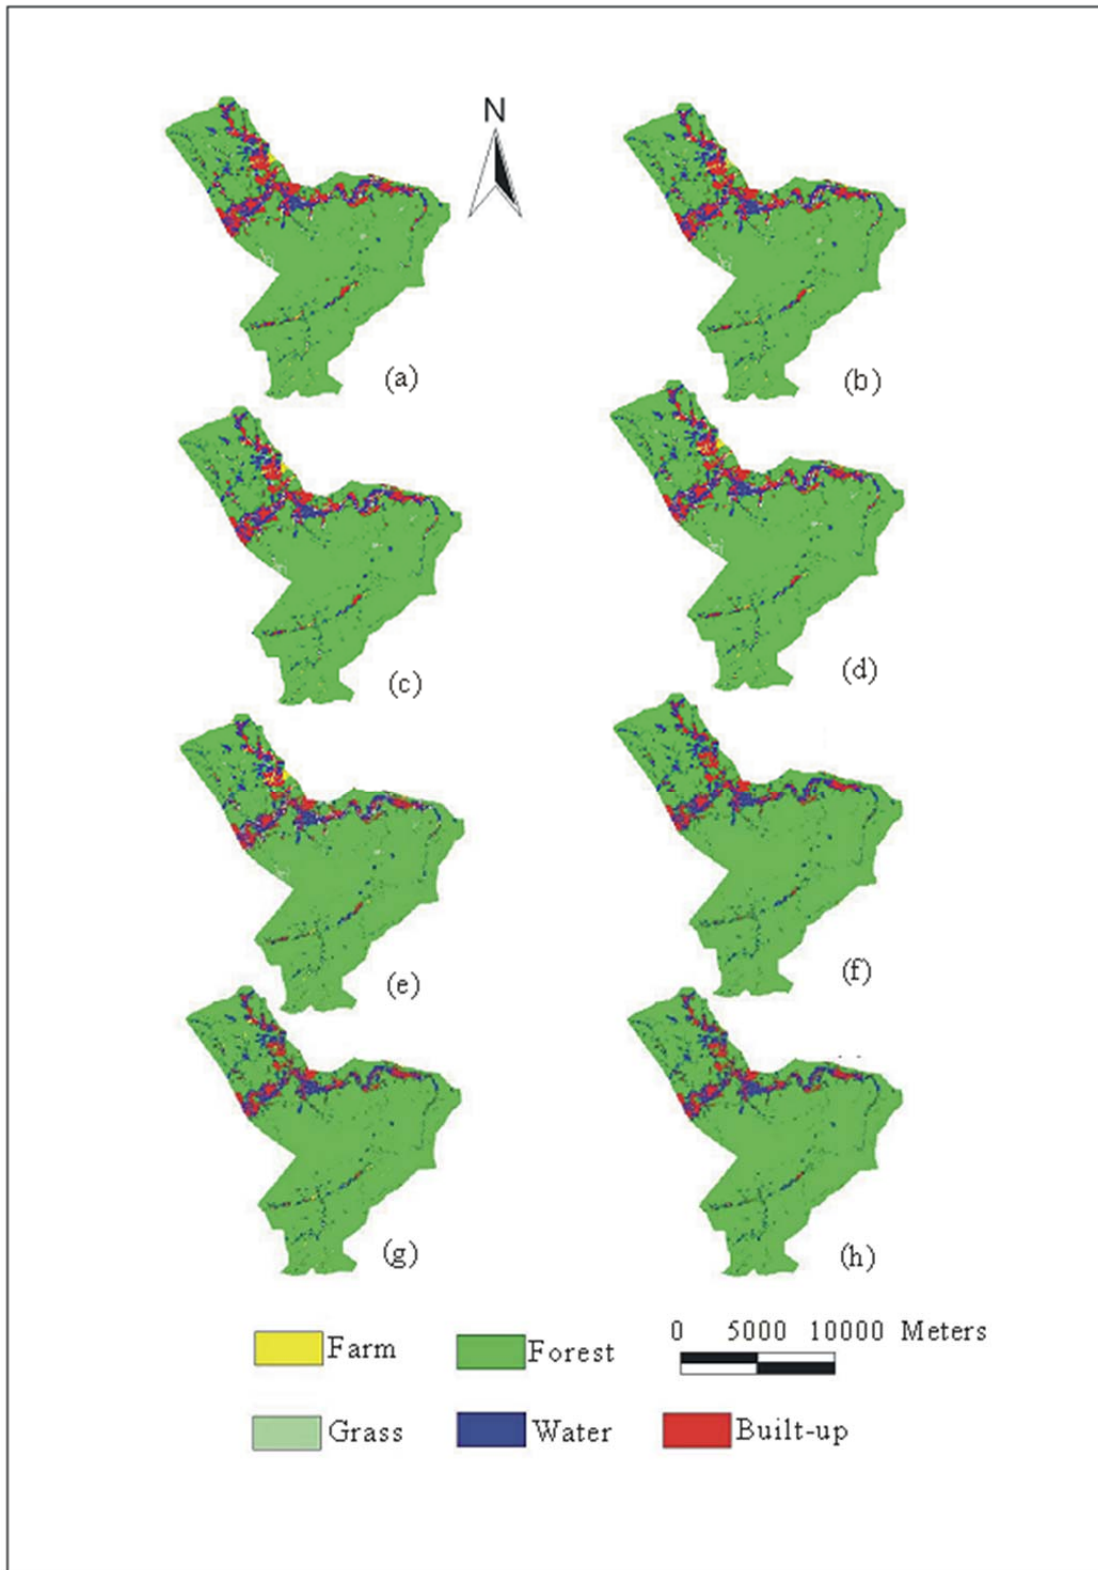 N
(a)
(b)
(c)
(d)
(e)
(f)
(g)
(h)
0 5000 10000 Meters
Farm Forest
Grass Water Built-up